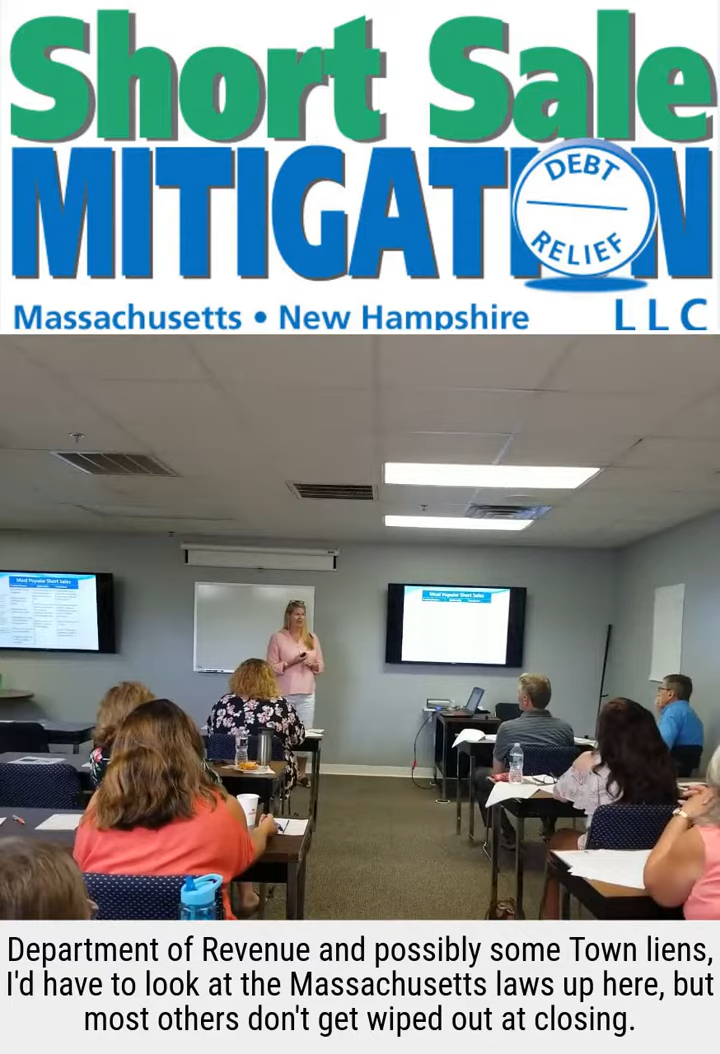 Short Sale
MITIGATION
DEBT
RELIEF
Massachusetts • New Hampshire LLC
Most Popular Short Sales
Most Popular Short Sales
Department of Revenue and possibly some Town liens,
I'd have to look at the Massachusetts laws up here, but
most others don't get wiped out at closing.